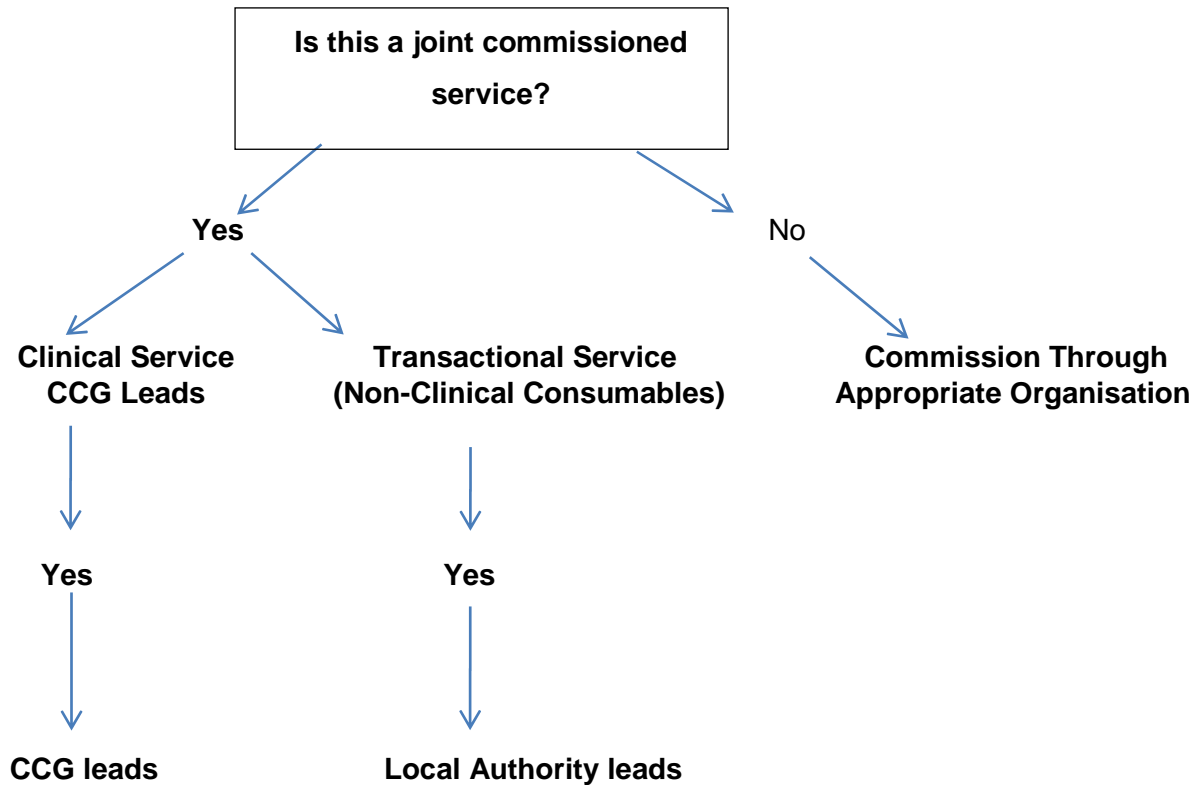 Is this a joint commissioned
service?
Yes
No
Clinical Service
CCG Leads
Transactional Service
(Non-Clinical Consumables)
Commission Through
Appropriate Organisation
Yes
Yes
CCG leads
Local Authority leads